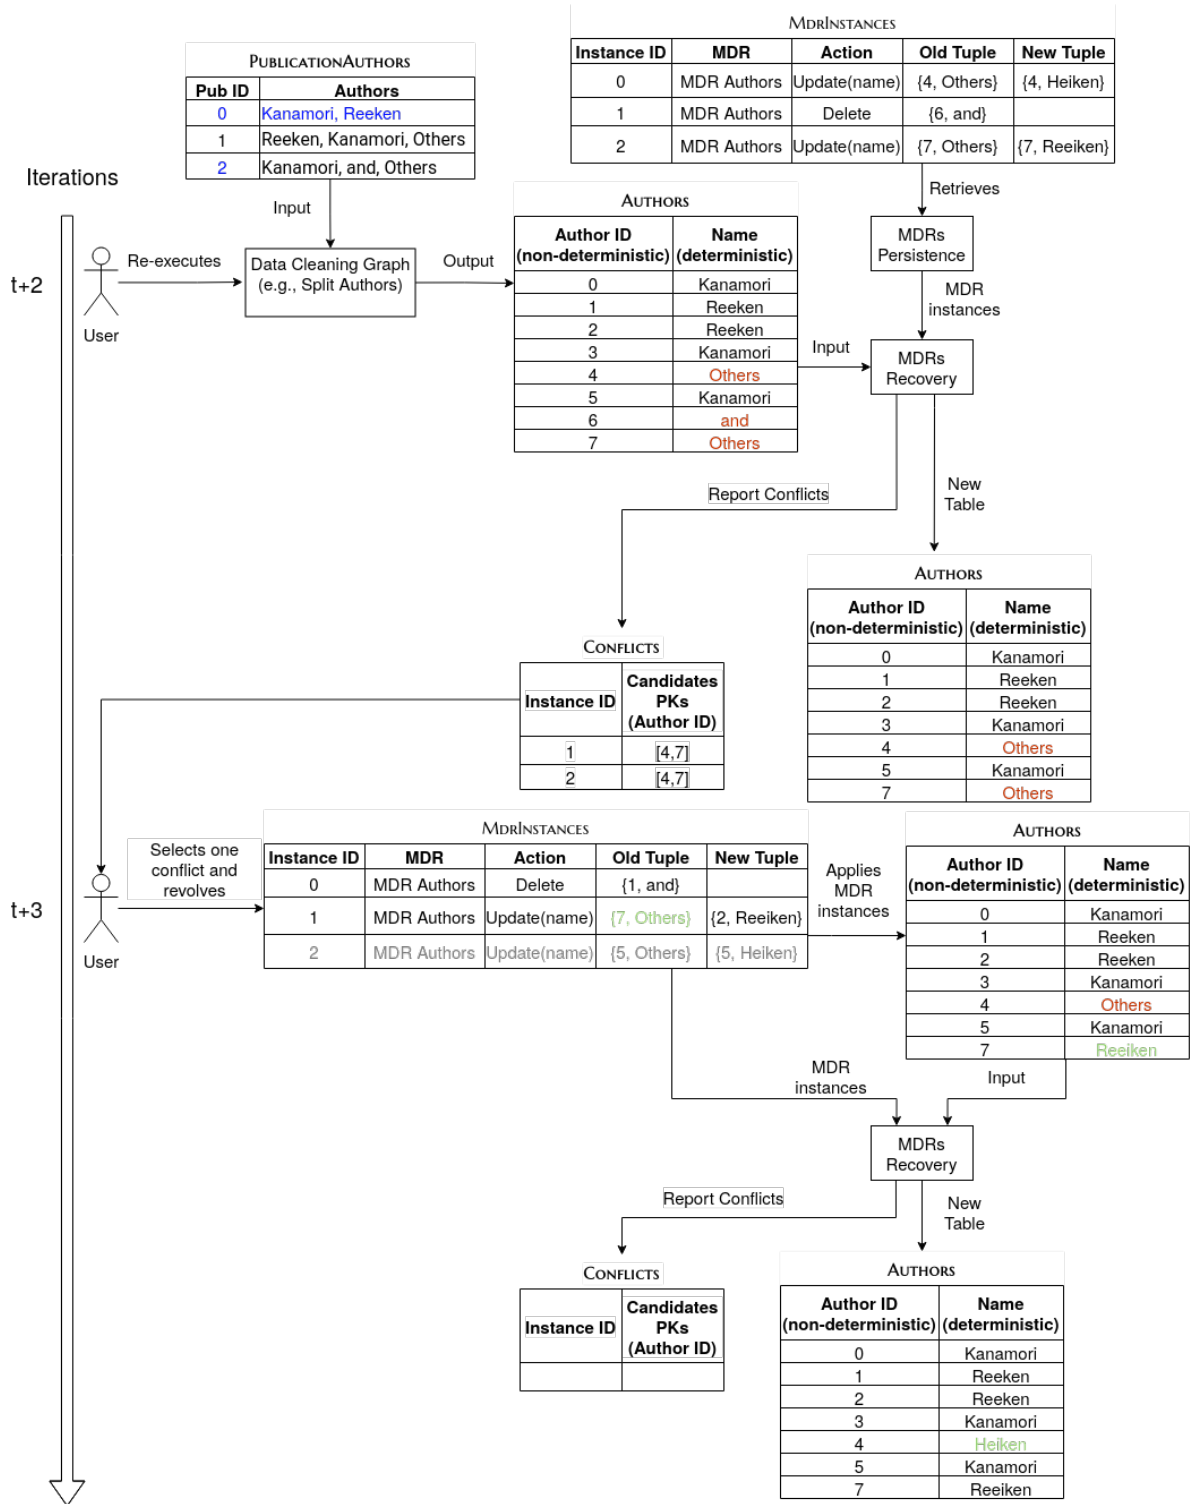 MDRINSTANCES
Instance ID MDR Action Old Tuple New Tuple
0 MDR Authors Update(name) {4, Others} {4, Heiken}
1 MDR Authors Delete {6, and}
2 MDR Authors Update(name) {7, Others} {7, Reeiken}
PUBLICATIONAUTHORS
Pub ID Authors
0 Kanamori, Reeken
1 Reeken, Kanamori, Others
2 Kanamori, and, Others
Iterations
Input
Retrieves
t+2
User
Re-executes
Data Cleaning Graph
(e.g., Split Authors)
Output
AUTHORS
Author ID Name
(non-deterministic) (deterministic)
0 Kanamori
1 Reeken
2 Reeken
3 Kanamori
4 Others
5 Kanamori
6 and
7 Others
MDRs
Persistence
MDR
instances
Input
MDRs
Recovery
Report Conflicts
New
Table
AUTHORS
Author ID Name
(non-deterministic) (deterministic)
0 Kanamori
1 Reeken
2 Reeken
3 Kanamori
4 Others
5 Kanamori
7 Others
CONFLICTS
Instance ID Candidates
PKs
(Author ID)
1 [4,7]
2 [4,7]
t+3
User
Selects one
conflict and
revolves
MDRINSTANCES
Instance ID MDR Action Old Tuple New Tuple
0 MDR Authors Delete {1, and}
1 MDR Authors Update(name) {7, Others} {2, Reeiken}
2 MDR Authors Update(name) {5, Others} {5, Heiken}
Applies
MDR
instances
AUTHORS
Author ID Name
(non-deterministic) (deterministic)
0 Kanamori
1 Reeken
2 Reeken
3 Kanamori
4 Others
5 Kanamori
7 Reeiken
MDR
instances
Input
MDRs
Recovery
Report Conflicts
New
Table
CONFLICTS
Instance ID Candidates
PKs
(Author ID)
AUTHORS
Author ID Name
(non-deterministic) (deterministic)
0 Kanamori
1 Reeken
2 Reeken
3 Kanamori
4 Heiken
5 Kanamori
7 Reeiken